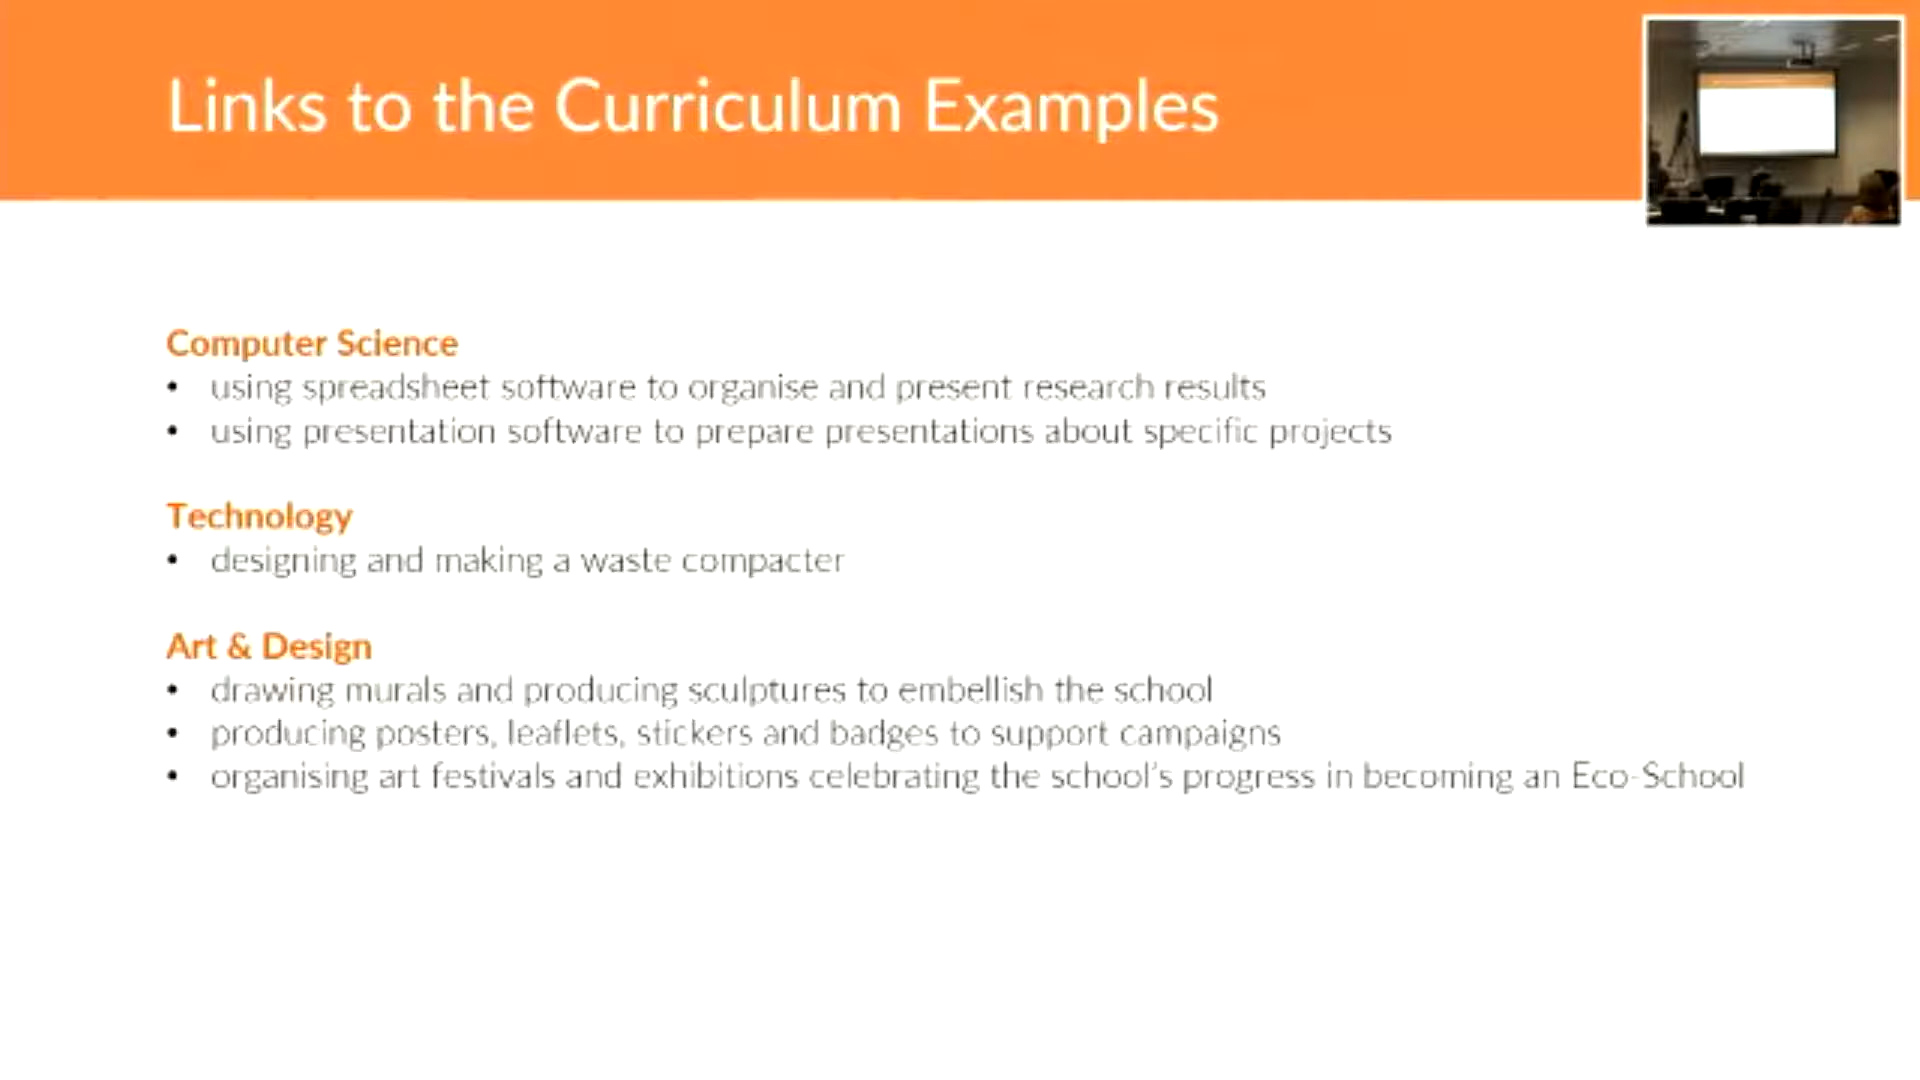 Links to the Curriculum Examples
Computer Science
• using spreadsheet software to organise and present research results
• using presentation software to prepare presentations about specific projects
Technology
• designing and making a waste compacter
Art & Design
• drawing murals and producing sculptures to embellish the school
• producing posters, leaflets, stickers and badges to support campaigns
• organising art festivals and exhibitions celebrating the school's progress in becoming an Eco-School